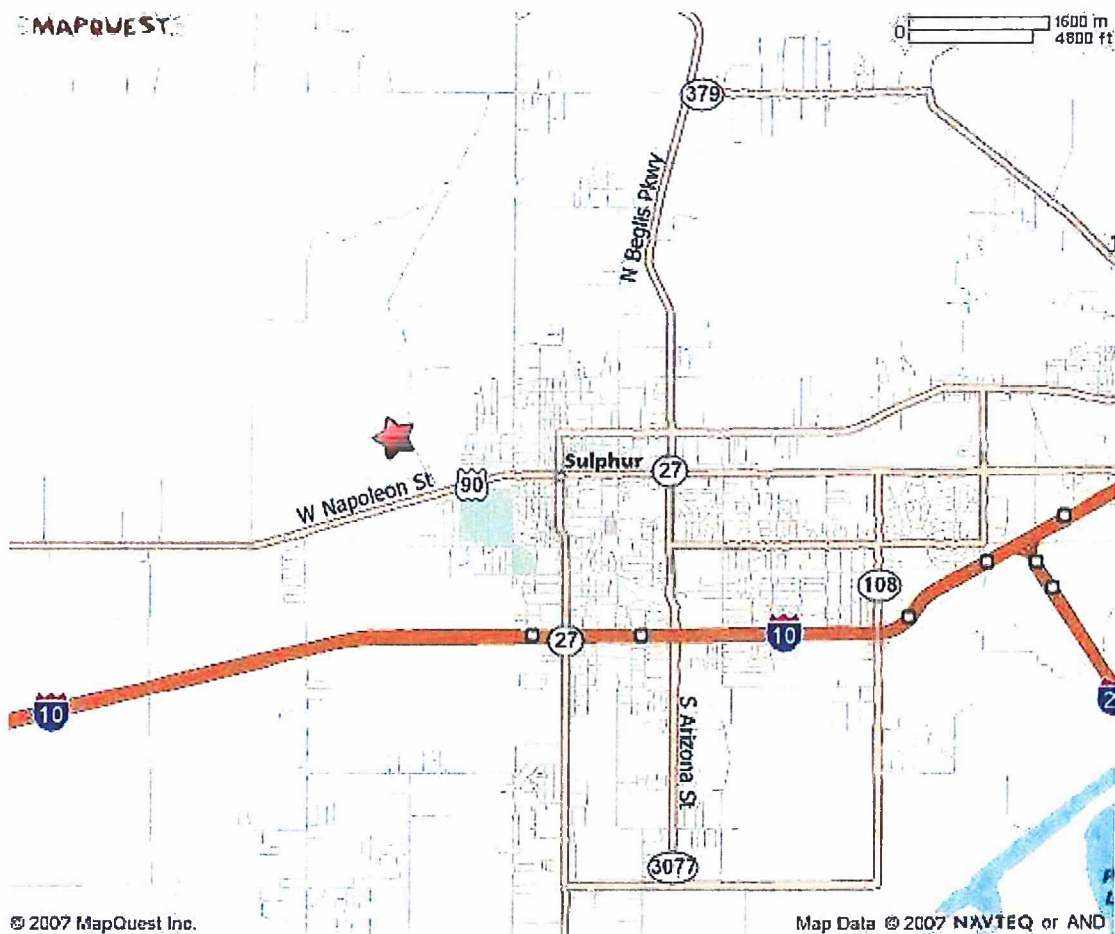 MAPQUEST.
0
1600 m
4800 ft
379
N Beglis Pkwy
Sulphur
27
W Napoleon St
90
108
27
10
10
S Arizona St
3077
© 2007 MapQuest Inc.
Map Data © 2007 NAVTEQ or AND